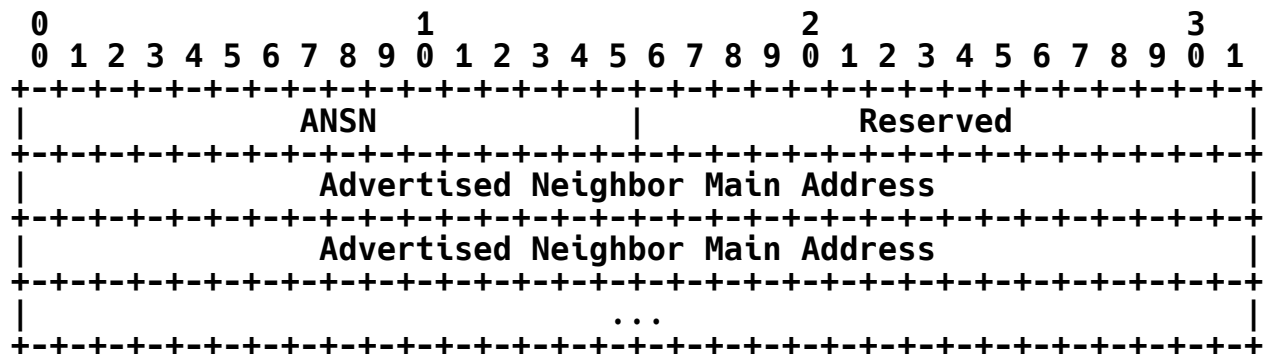 0                   1                   2                   3
 0 1 2 3 4 5 6 7 8 9 0 1 2 3 4 5 6 7 8 9 0 1 2 3 4 5 6 7 8 9 0 1
+-+-+-+-+-+-+-+-+-+-+-+-+-+-+-+-+-+-+-+-+-+-+-+-+-+-+-+-+-+-+-+-+
|              ANSN             |           Reserved            |
+-+-+-+-+-+-+-+-+-+-+-+-+-+-+-+-+-+-+-+-+-+-+-+-+-+-+-+-+-+-+-+-+
|               Advertised Neighbor Main Address                |
+-+-+-+-+-+-+-+-+-+-+-+-+-+-+-+-+-+-+-+-+-+-+-+-+-+-+-+-+-+-+-+-+
|               Advertised Neighbor Main Address                |
+-+-+-+-+-+-+-+-+-+-+-+-+-+-+-+-+-+-+-+-+-+-+-+-+-+-+-+-+-+-+-+-+
|                              ...                              |
+-+-+-+-+-+-+-+-+-+-+-+-+-+-+-+-+-+-+-+-+-+-+-+-+-+-+-+-+-+-+-+-+